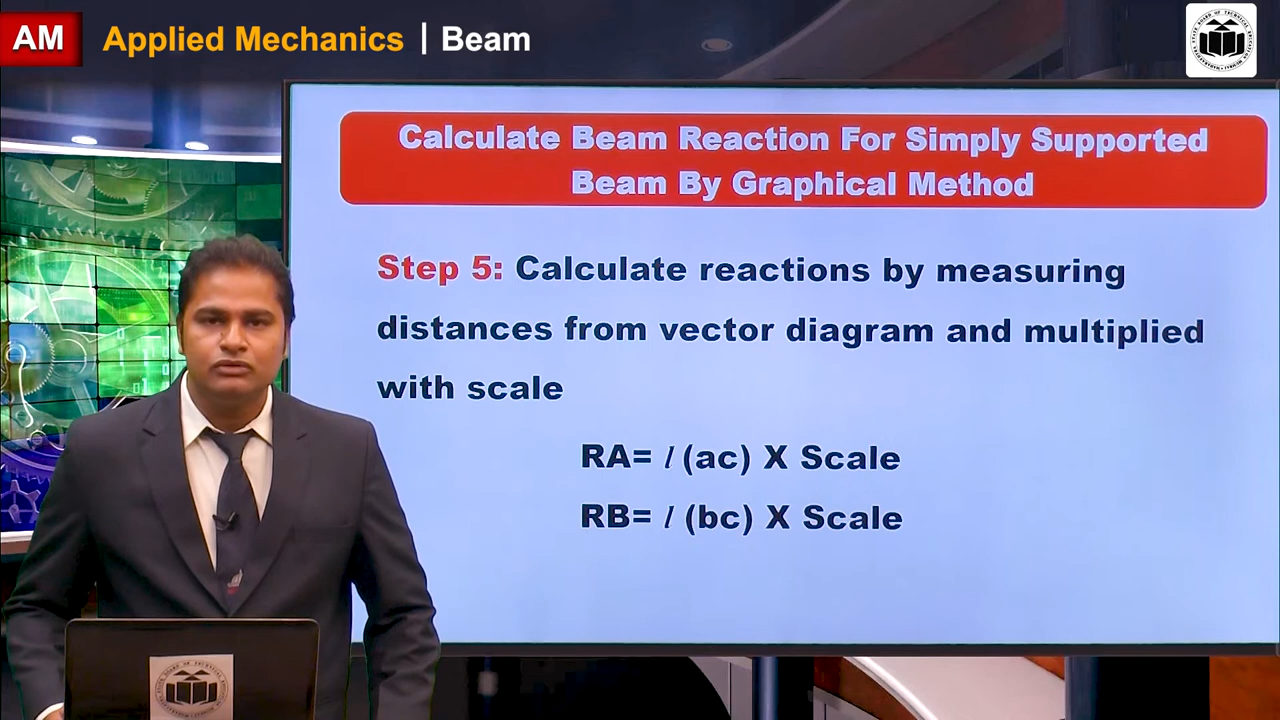 AM
Applied Mechanics | Beam
Calculate Beam Reaction For Simply Supported
Beam By Graphical Method
Step 5: Calculate reactions by measuring
distances from vector diagram and multiplied
with scale
RA= l (ac) X Scale
RB= l (bc) X Scale